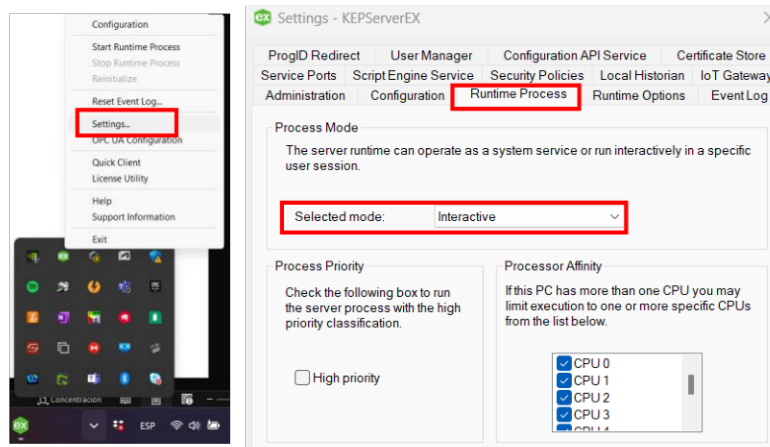 Configuration
Start Runtime Process
Stop Runtime Process
Reinitialize
Reset Event Log...
Settings...
OPC UA Configuration
Quick Client
License Utility
Help
Support Information
Exit
Concentración
ESP
Settings - KEPServerEX
ProgID Redirect User Manager Configuration API Service Certificate Store
Service Ports Script Engine Service Security Policies Local Historian IoT Gateway
Administration Configuration Runtime Process Runtime Options Event Log
Process Mode
The server runtime can operate as a system service or run interactively in a specific
user session.
Selected mode: Interactive
Process Priority
Check the following box to run
the server process with the high
priority classification.
High priority
Processor Affinity
If this PC has more than one CPU you may
limit execution to one or more specific CPUs
from the list below.
CPU 0
CPU 1
CPU 2
CPU 3
CPU 4